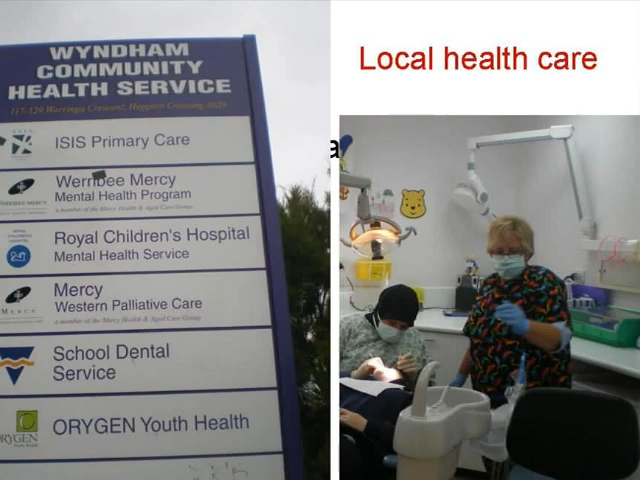 WYNDHAM
COMMUNITY
HEALTH SERVICE
117-129 Warringa Crescent, Hoppers Crossing 3029
ISIS Primary Care
Werribee Mercy
Mental Health Program
a member of the Mercy Health & Aged Care Group
Royal Children's Hospital
Mental Health Service
Mercy
Western Palliative Care
a member of the Mercy Health & Aged Care Group
School Dental
Service
ORYGEN
ORYGEN Youth Health
Local health care
a